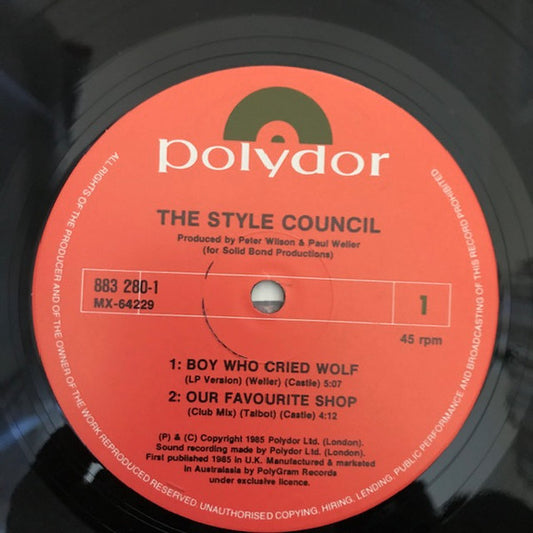 polydor
THE STYLE COUNCIL
Produced by Peter Wilson & Paul Weller
(for Solid Bond Productions)
883 280-1
MX-64229
1
45 rpm
1: BOY WHO CRIED WOLF
(LP Version) (Weller) (Castle) 5:07
2: OUR FAVOURITE SHOP
(Club Mix) (Talbot) (Castle) 4:12
(P) & (C) Copyright 1985 Polydor Ltd. (London).
Sound recording made by Polydor Ltd. (London).
First published 1985 in U.K. Manufactured & marketed
in Australasia by PolyGram Records
under exclusive licence.
ALL RIGHTS OF THE PRODUCER AND OF THE OWNER OF THE WORK REPRODUCED RESERVED. UNAUTHORISED COPYING, HIRING, LENDING, PUBLIC PERFORMANCE AND BROADCASTING OF THIS RECORD PROHIBITED